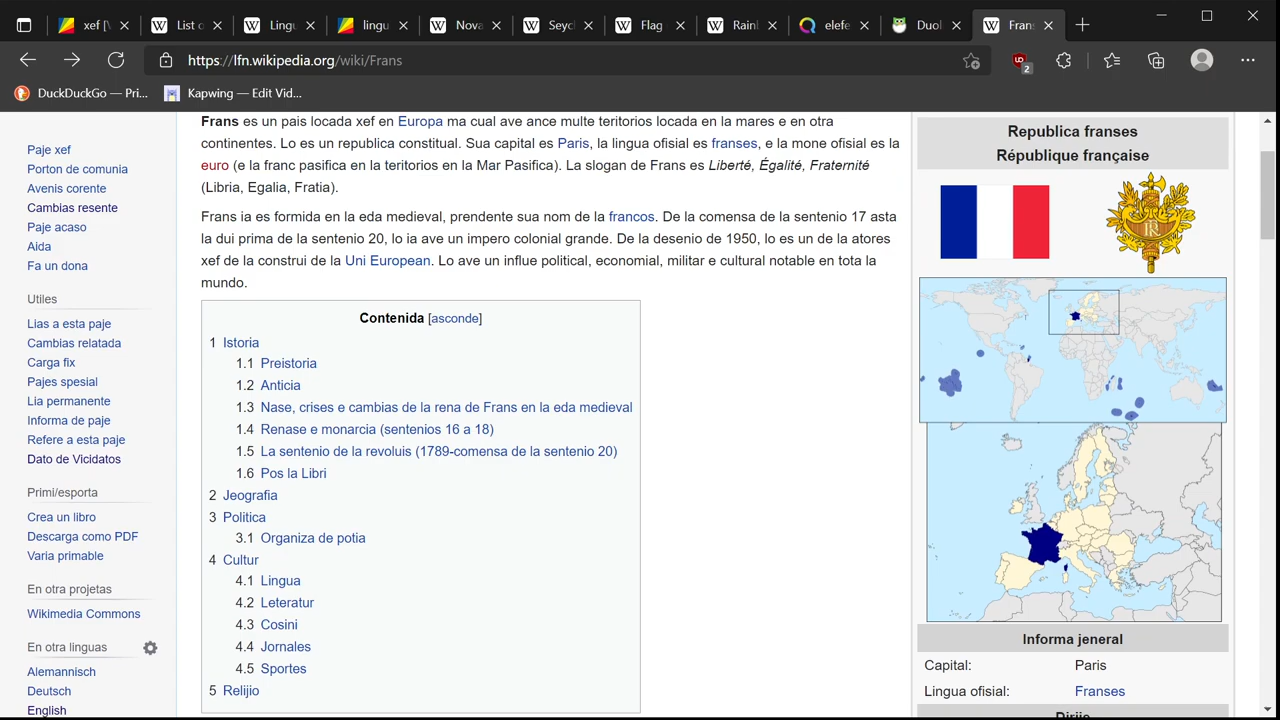 xef [V
List o
Lingu
lingu
Nova
Seyc
Flag
Rainl
elefe
Duol
Fran
https://lfn.wikipedia.org/wiki/Frans
2
DuckDuckGo — Pri...
Kapwing — Edit Vid...
Paje xef
Porton de comunia
Avenis corente
Cambias resente
Paje acaso
Aida
Fa un dona
Utiles
Lias a esta paje
Cambias relatada
Carga fix
Pajes spesial
Lia permanente
Informa de paje
Refere a esta paje
Dato de Vicidatos
Primi/esporta
Crea un libro
Descarga como PDF
Varia primable
En otra projetas
Wikimedia Commons
En otra linguas
Alemannisch
Deutsch
English
Frans es un pais locada xef en Europa ma cual ave ance multe teritorios locada en la mares e en otra
continentes. Lo es un republica constitual. Sua capital es Paris, la lingua ofisial es franses, e la mone ofisial es la
euro (e la franc pasifica en la teritorios en la Mar Pasifica). La slogan de Frans es Liberté, Égalité, Fraternité
(Libria, Egalia, Fratia).
Frans ia es formida en la eda medieval, prendente sua nom de la francos. De la comensa de la sentenio 17 asta
la dui prima de la sentenio 20, lo ia ave un impero colonial grande. De la desenio de 1950, lo es un de la atores
xef de la construi de la Uni European. Lo ave un influe political, economial, militar e cultural notable en tota la
mundo.
Contenida [asconde]
1 Istoria
1.1 Preistoria
1.2 Anticia
1.3 Nase, crises e cambias de la rena de Frans en la eda medieval
1.4 Renase e monarcia (sentenios 16 a 18)
1.5 La sentenio de la revoluis (1789-comensa de la sentenio 20)
1.6 Pos la Libri
2 Jeografia
3 Politica
3.1 Organiza de potia
4 Cultur
4.1 Lingua
4.2 Leteratur
4.3 Cosini
4.4 Jornales
4.5 Sportes
5 Relijio
Republica franses
République française
Informa jeneral
Capital: Paris
Lingua ofisial: Franses
Dirije